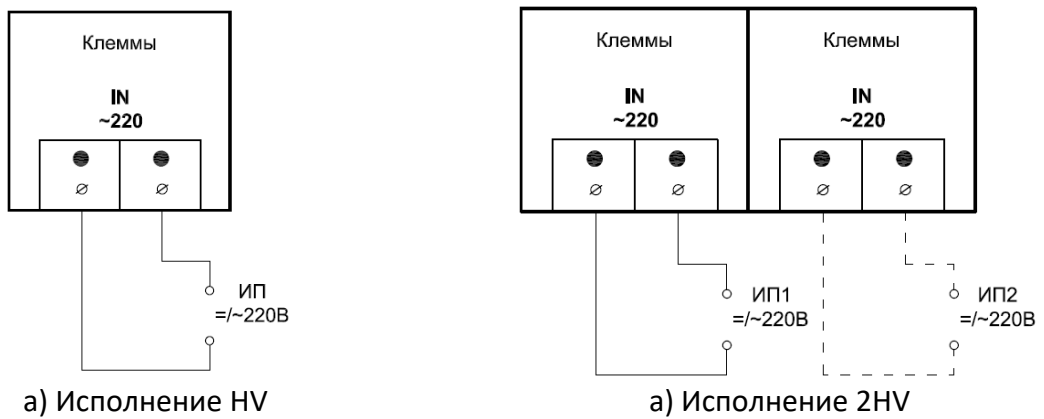 Клеммы
IN
~220
ИП
=/~220В
а) Исполнение HV
Клеммы
IN
~220
ИП1
=/~220В
Клеммы
IN
~220
ИП2
=/~220В
а) Исполнение 2HV